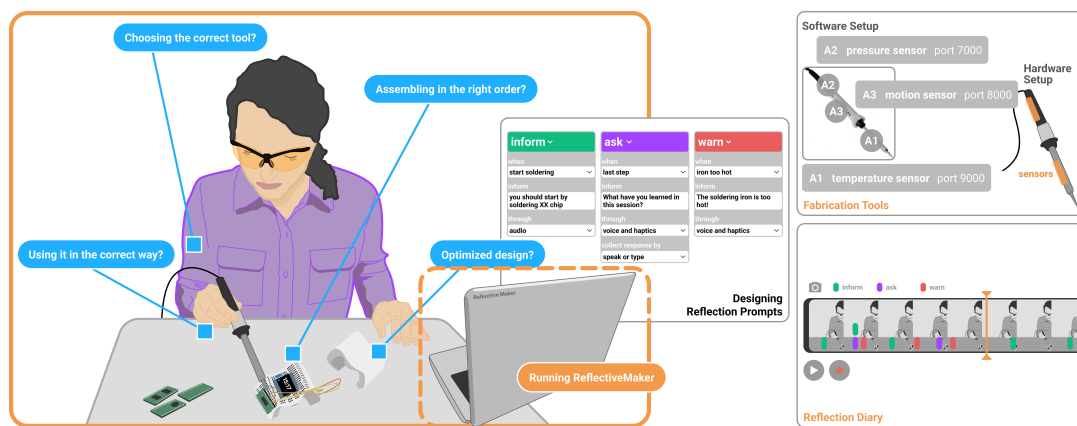 Choosing the correct tool?
Assembling in the right order?
Using it in the correct way?
Optimized design?
15:17
Reflective Maker
Running ReflectiveMaker
inform
when
start soldering
inform
you should start by
soldering XX chip
through
audio
ask
when
last step
inform
What have you learned in
this session?
through
voice and haptics
collect response by
speak or type
warn
when
iron too hot
inform
The soldering iron is too
hot!
through
voice and haptics
Designing
Reflection Prompts
Software Setup
A2 pressure sensor port 7000
A2
A3
A1
A3 motion sensor port 8000
Hardware
Setup
A1 temperature sensor port 9000
sensors
Fabrication Tools
inform
ask
warn
Reflection Diary